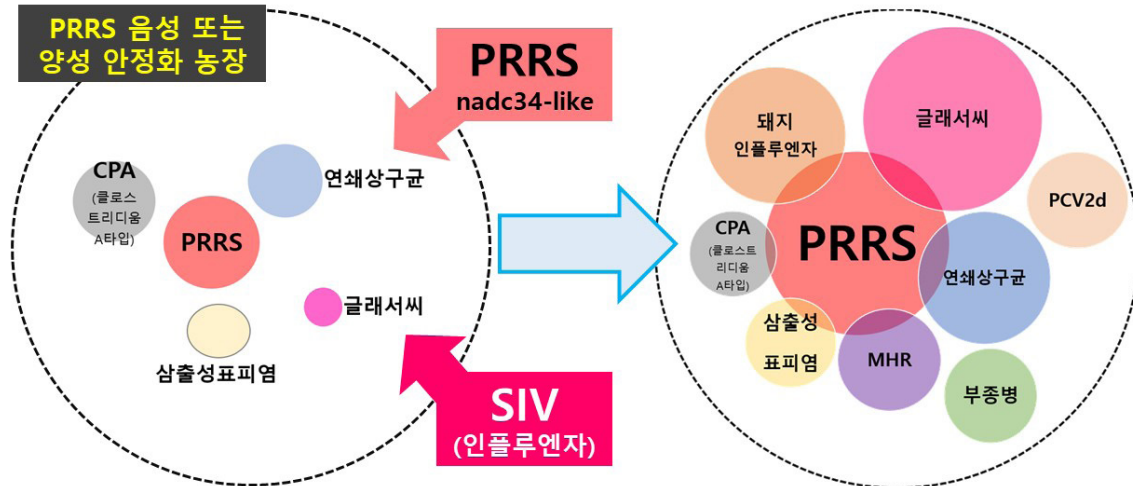 PRRS 음성 또는
양성 안정화 농장
PRRS
nadc34-like
CPA
(클로스
트리디움
A타입)
연쇄상구균
PRRS
글래서씨
삼출성표피염
SIV
(인플루엔자)
돼지
인플루엔자
글래서씨
PCV2d
CPA
(클로스트
리디움
A타입)
PRRS
연쇄상구균
삼출성
표피염
MHR
부종병